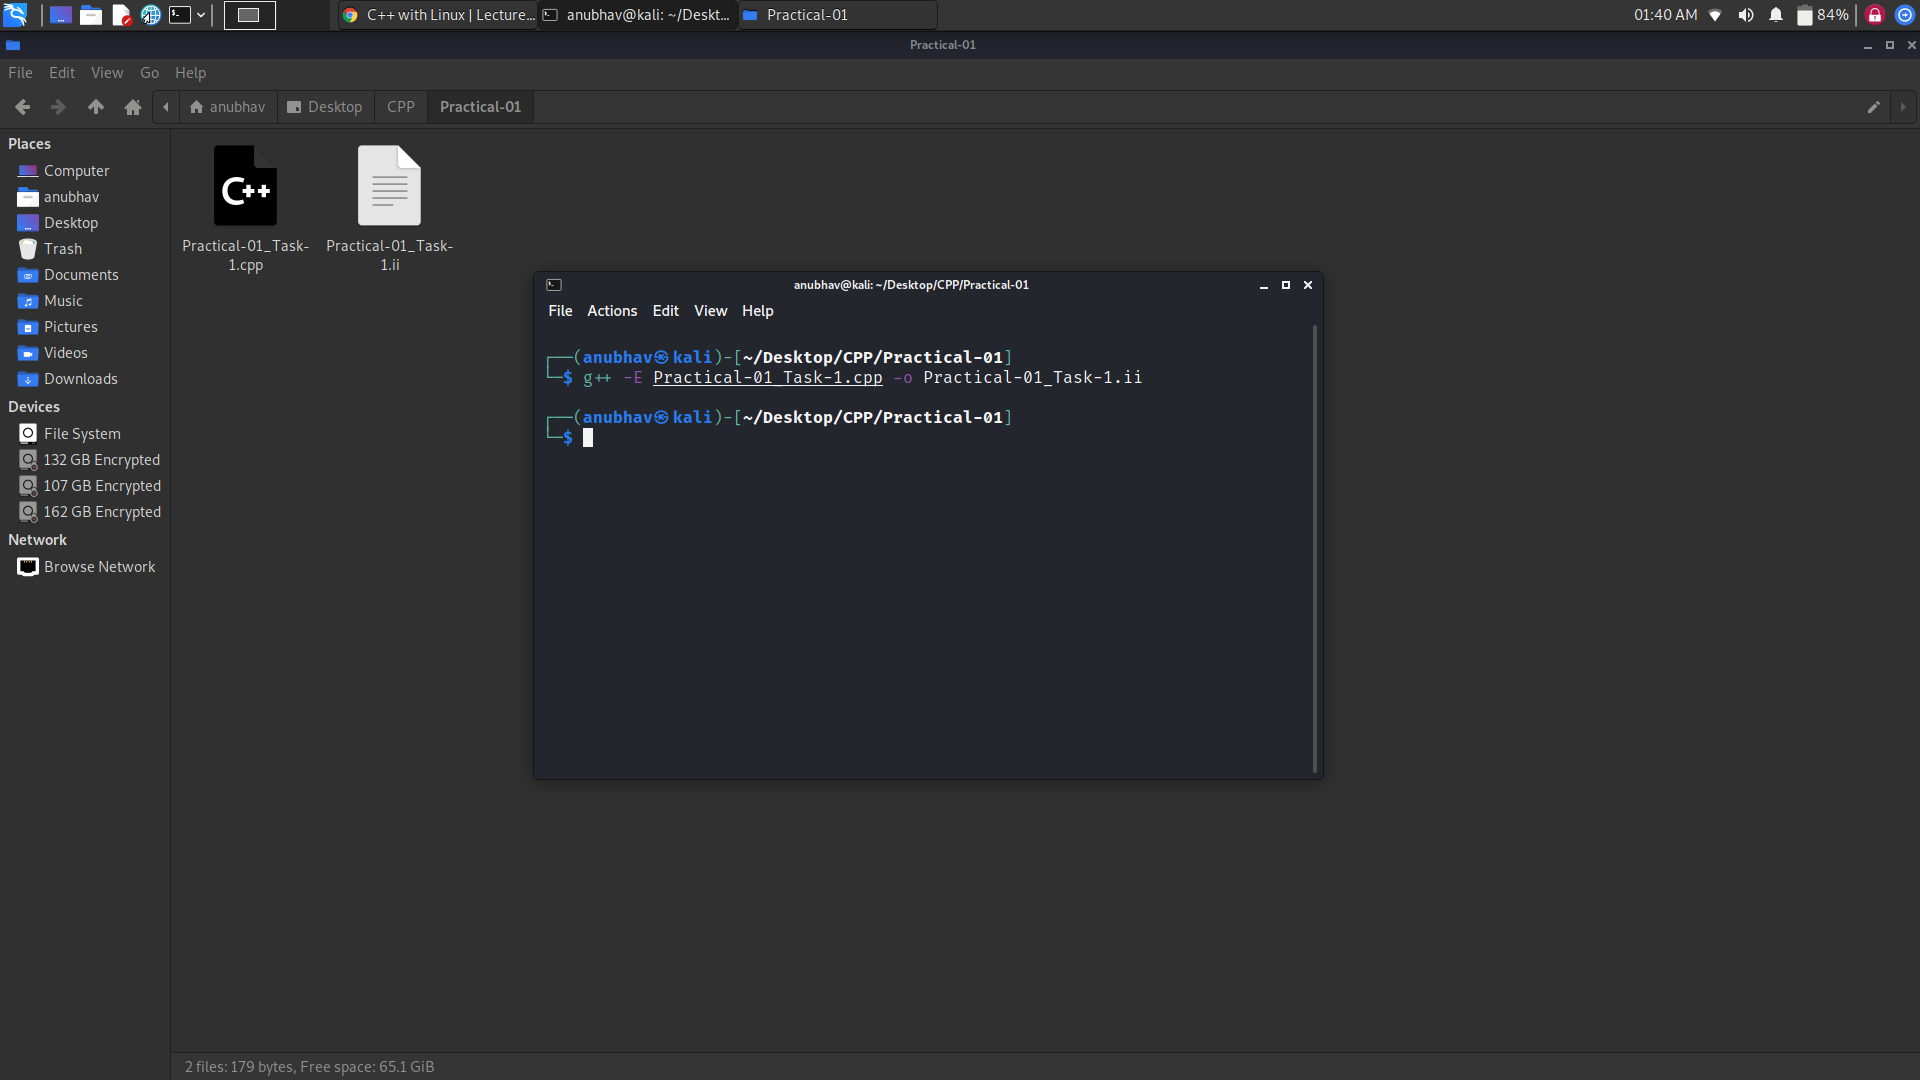 C++ with Linux | Lecture...
anubhav@kali: ~/Deskt...
Practical-01
01:40 AM
84%
Practical-01
File Edit View Go Help
anubhav Desktop CPP Practical-01
Places
Computer
anubhav
Desktop
Trash
Documents
Music
Pictures
Videos
Downloads
Devices
File System
132 GB Encrypted
107 GB Encrypted
162 GB Encrypted
Network
Browse Network
C++
Practical-01_Task-
1.cpp
Practical-01_Task-
1.ii
anubhav@kali: ~/Desktop/CPP/Practical-01
File Actions Edit View Help
┌──(anubhav㉿kali)-[~/Desktop/CPP/Practical-01]
└─$ g++ -E Practical-01_Task-1.cpp -o Practical-01_Task-1.ii
┌──(anubhav㉿kali)-[~/Desktop/CPP/Practical-01]
└─$
2 files: 179 bytes, Free space: 65.1 GiB